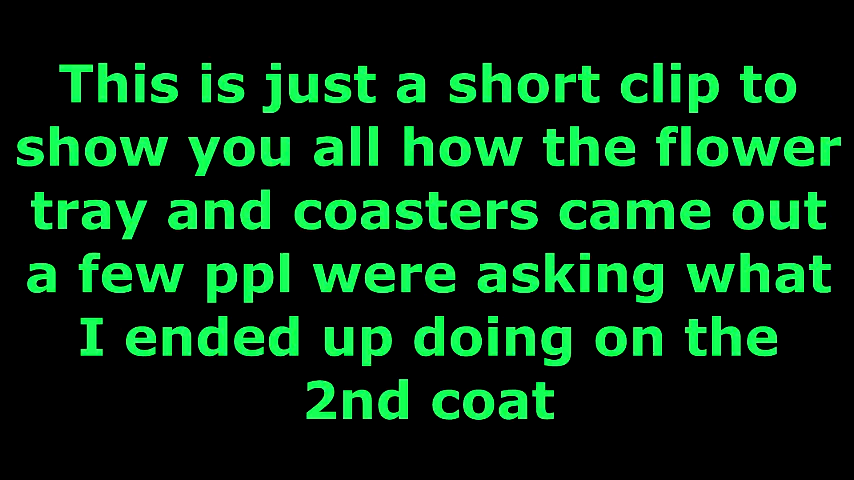 This is just a short clip to
show you all how the flower
tray and coasters came out
a few ppl were asking what
I ended up doing on the
2nd coat